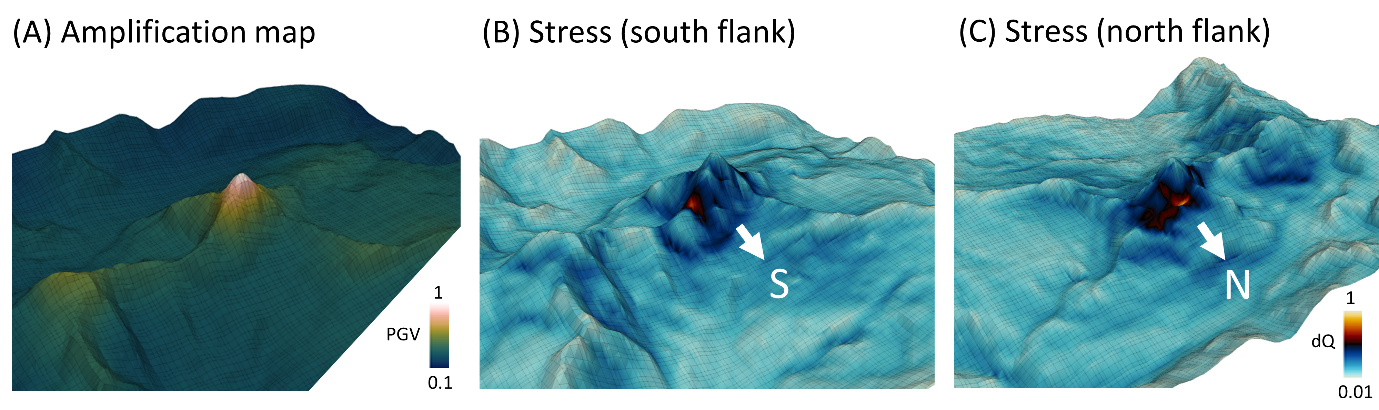 (A) Amplification map
(B) Stress (south flank)
(C) Stress (north flank)
1
PGV
0.1
S
N
1
dQ
0.01